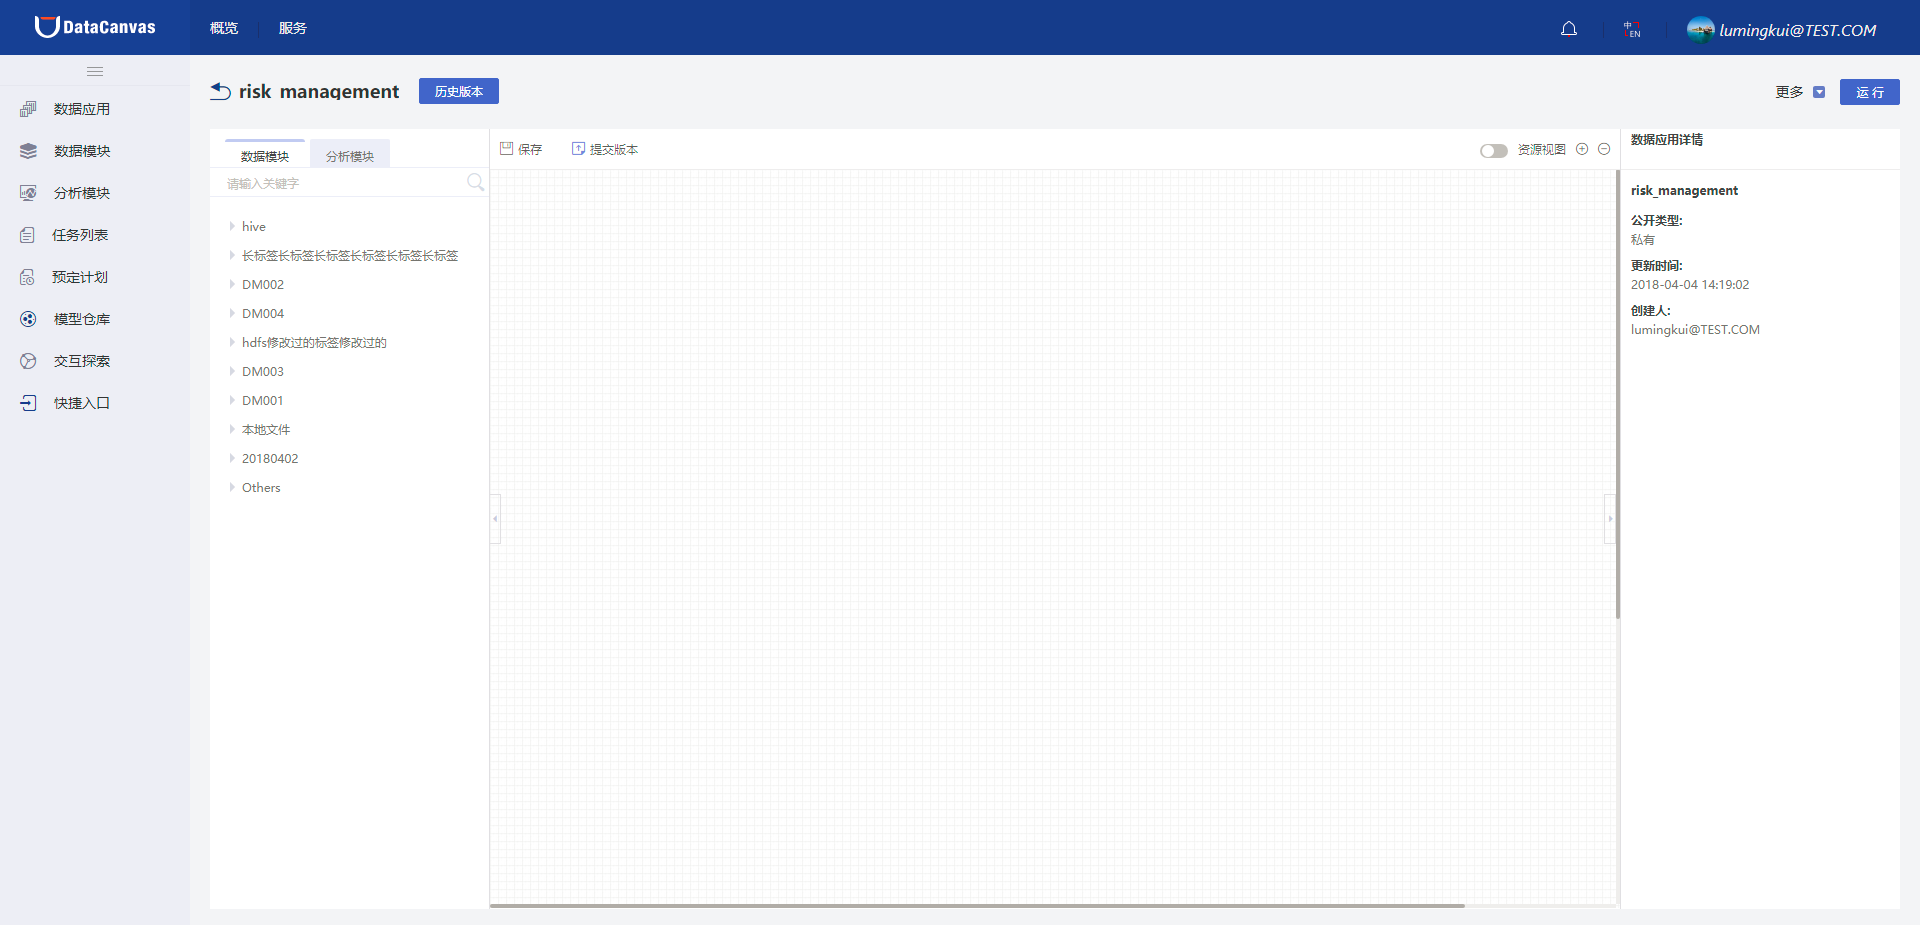 DataCanvas
概览
服务
中
EN
lumingkui@TEST.COM
数据应用
数据模块
分析模块
任务列表
预定计划
模型仓库
交互探索
快捷入口
risk_management
历史版本
更多
运行
数据模块
分析模块
请输入关键字
hive
长标签长标签长标签长标签长标签长标签
DM002
DM004
hdfs修改过的标签修改过的
DM003
DM001
本地文件
20180402
Others
保存
提交版本
资源视图
数据应用详情
risk_management
公开类型:
私有
更新时间:
2018-04-04 14:19:02
创建人:
lumingkui@TEST.COM